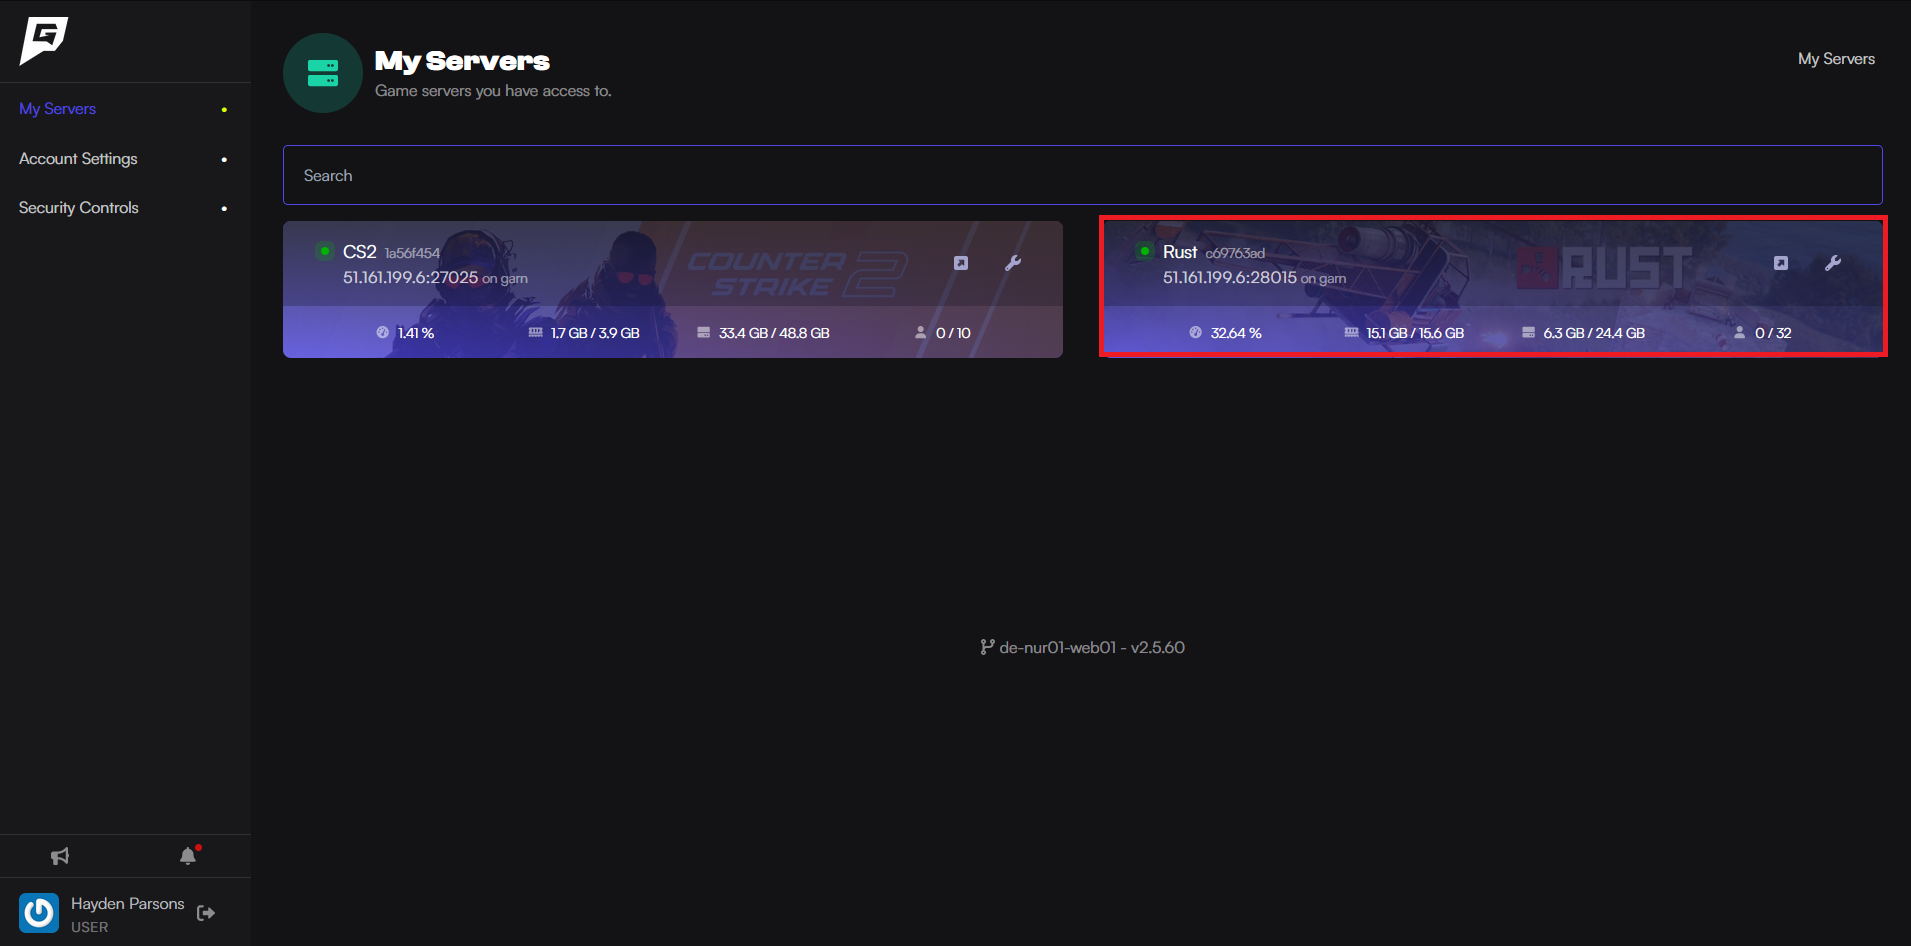 My Servers
Account Settings
Security Controls
My Servers
Game servers you have access to.
My Servers
Search
CS2 1a56f454
51.161.199.6:27025 on garn
COUNTER
STRIKE 2
1.41 %
1.7 GB / 3.9 GB
33.4 GB / 48.8 GB
0 / 10
Rust c69763ad
51.161.199.6:28015 on garn
RUST
32.64 %
15.1 GB / 15.6 GB
6.3 GB / 24.4 GB
0 / 32
de-nur01-web01 - v2.5.60
Hayden Parsons
USER